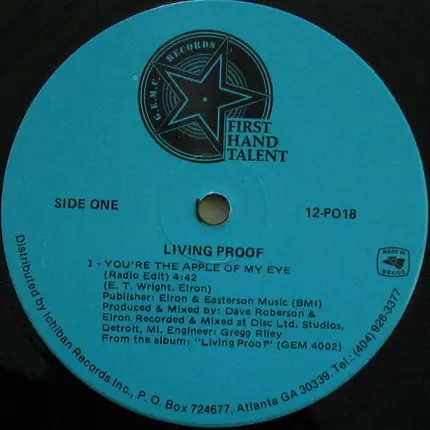 G.E.M.C. RECORDS
FIRST
HAND
TALENT
SIDE ONE
12-PO18
LIVING PROOF
1 - YOU'RE THE APPLE OF MY EYE
(Radio Edit) 4:42
(E. T. Wright. Elron)
Publisher: Elron & Easterson Music (BMI)
Produced & Mixed by: Dave Roberson &
Elron Recorded & Mixed at Disc Ltd. Studios,
Detroit, MI. Engineer: Gregg Riley
From the album: "Living Proof" (GEM 4002)
MADE IN
MEXICO
Distributed by Ichiban Records Inc., P. O. Box 724677, Atlanta GA 30339. Tel.: (404) 926-3377